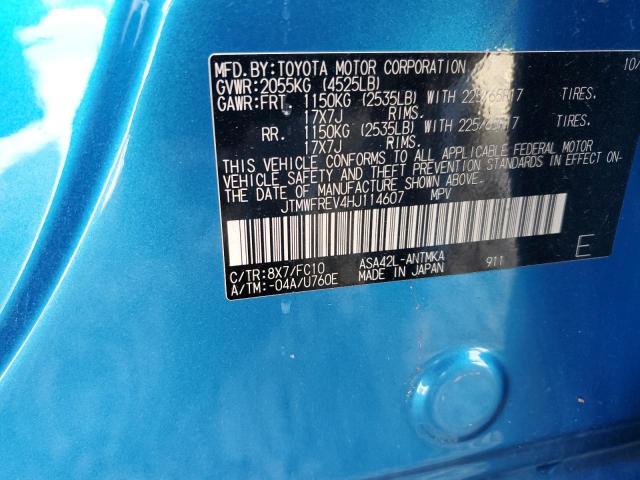 MFD.BY:TOYOTA MOTOR CORPORATION 10/
GVWR:2055KG (4525LB)
GAWR:FRT. 1150KG (2535LB) WITH 225/65R17 TIRES.
17X7J RIMS.
RR. 1150KG (2535LB) WITH 225/65R17 TIRES.
17X7J RIMS.
THIS VEHICLE CONFORMS TO ALL APPLICABLE FEDERAL MOTOR
VEHICLE SAFETY AND THEFT PREVENTION STANDARDS IN EFFECT ON
THE DATE OF MANUFACTURE SHOWN ABOVE.
JTMWFREV4HJ114607 MPV
C/TR:8X7/FC10 ASA42L-ANTMKA 911 E
A/TM:-04A/U760E MADE IN JAPAN